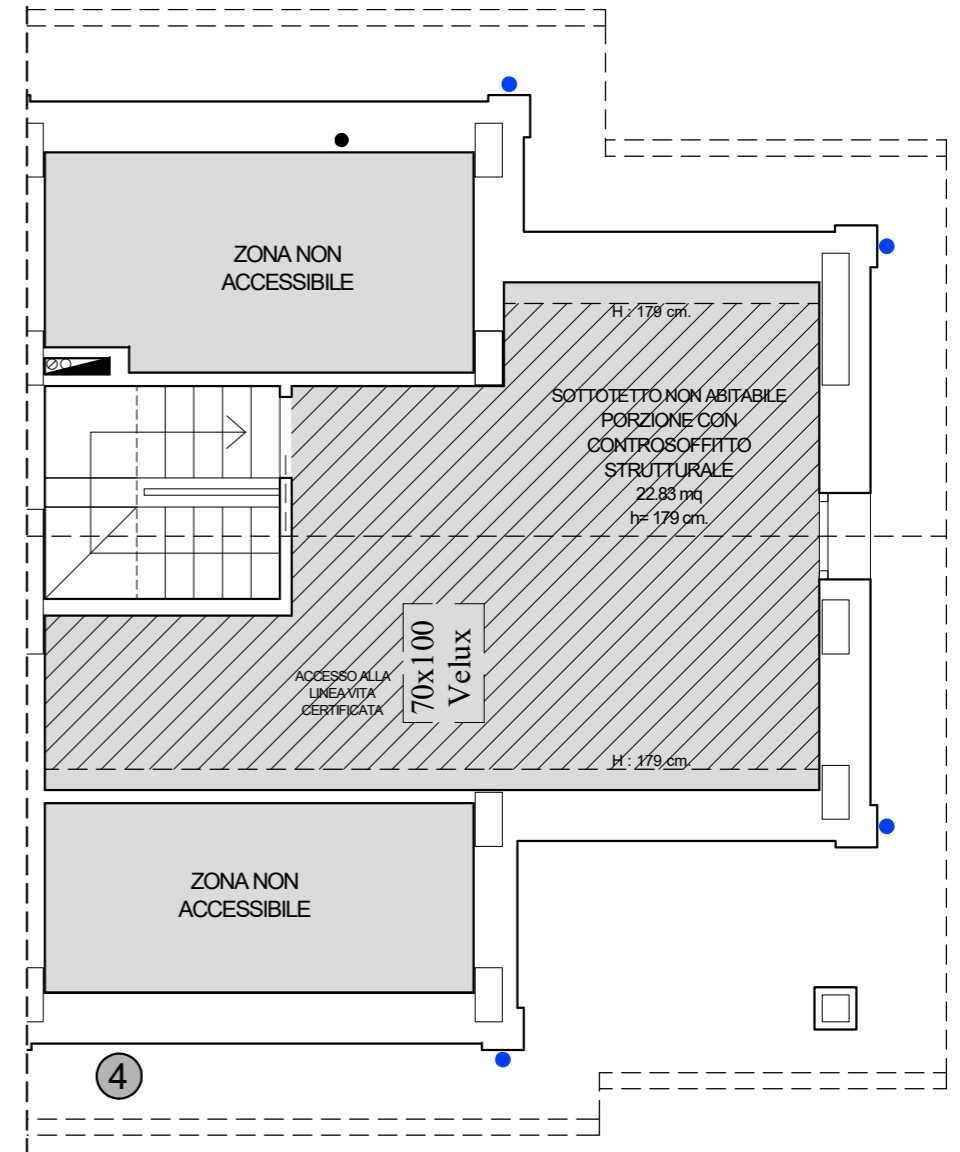 ZONA NON
ACCESSIBILE
H : 179 cm.
SOTTOTETTO NON ABITABILE
PORZIONE CON
CONTROSOFFITTO
STRUTTURALE
22.83 mq
h= 179 cm.
70x100
Velux
ACCESSO ALLA
LINEA VITA
CERTIFICATA
H : 179 cm.
ZONA NON
ACCESSIBILE
4